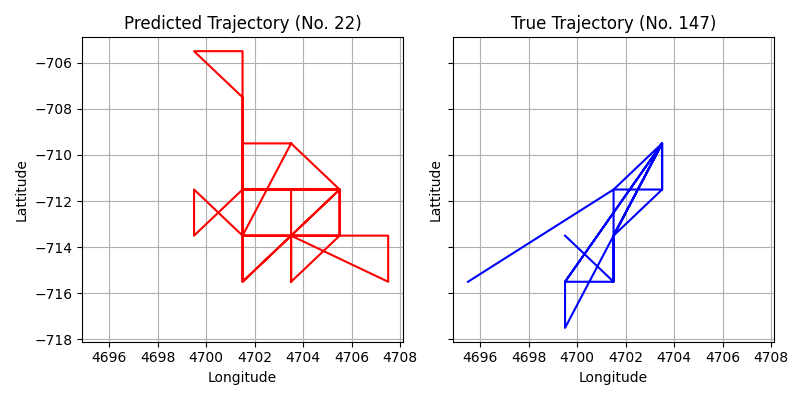 Predicted Trajectory (No. 22)
True Trajectory (No. 147)
−706
−708
−710
−712
−714
−716
−718
Lattitude
Lattitude
4696 4698 4700 4702 4704 4706 4708
4696 4698 4700 4702 4704 4706 4708
Longitude
Longitude